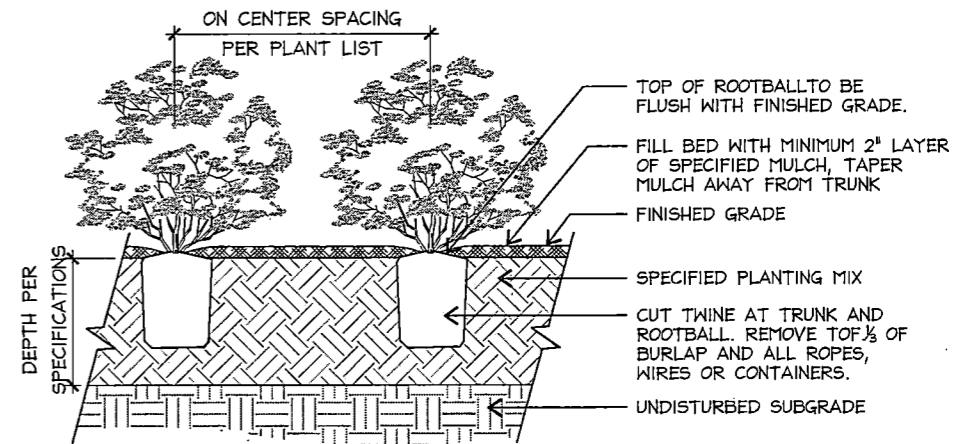 ON CENTER SPACING
PER PLANT LIST
TOP OF ROOTBALLTO BE
FLUSH WITH FINISHED GRADE.
FILL BED WITH MINIMUM 2" LAYER
OF SPECIFIED MULCH, TAPER
MULCH AWAY FROM TRUNK
FINISHED GRADE
SPECIFIED PLANTING MIX
CUT TWINE AT TRUNK AND
ROOTBALL. REMOVE TOF ⅓ OF
BURLAP AND ALL ROPES,
WIRES OR CONTAINERS.
UNDISTURBED SUBGRADE
DEPTH PER
SPECIFICATIONS